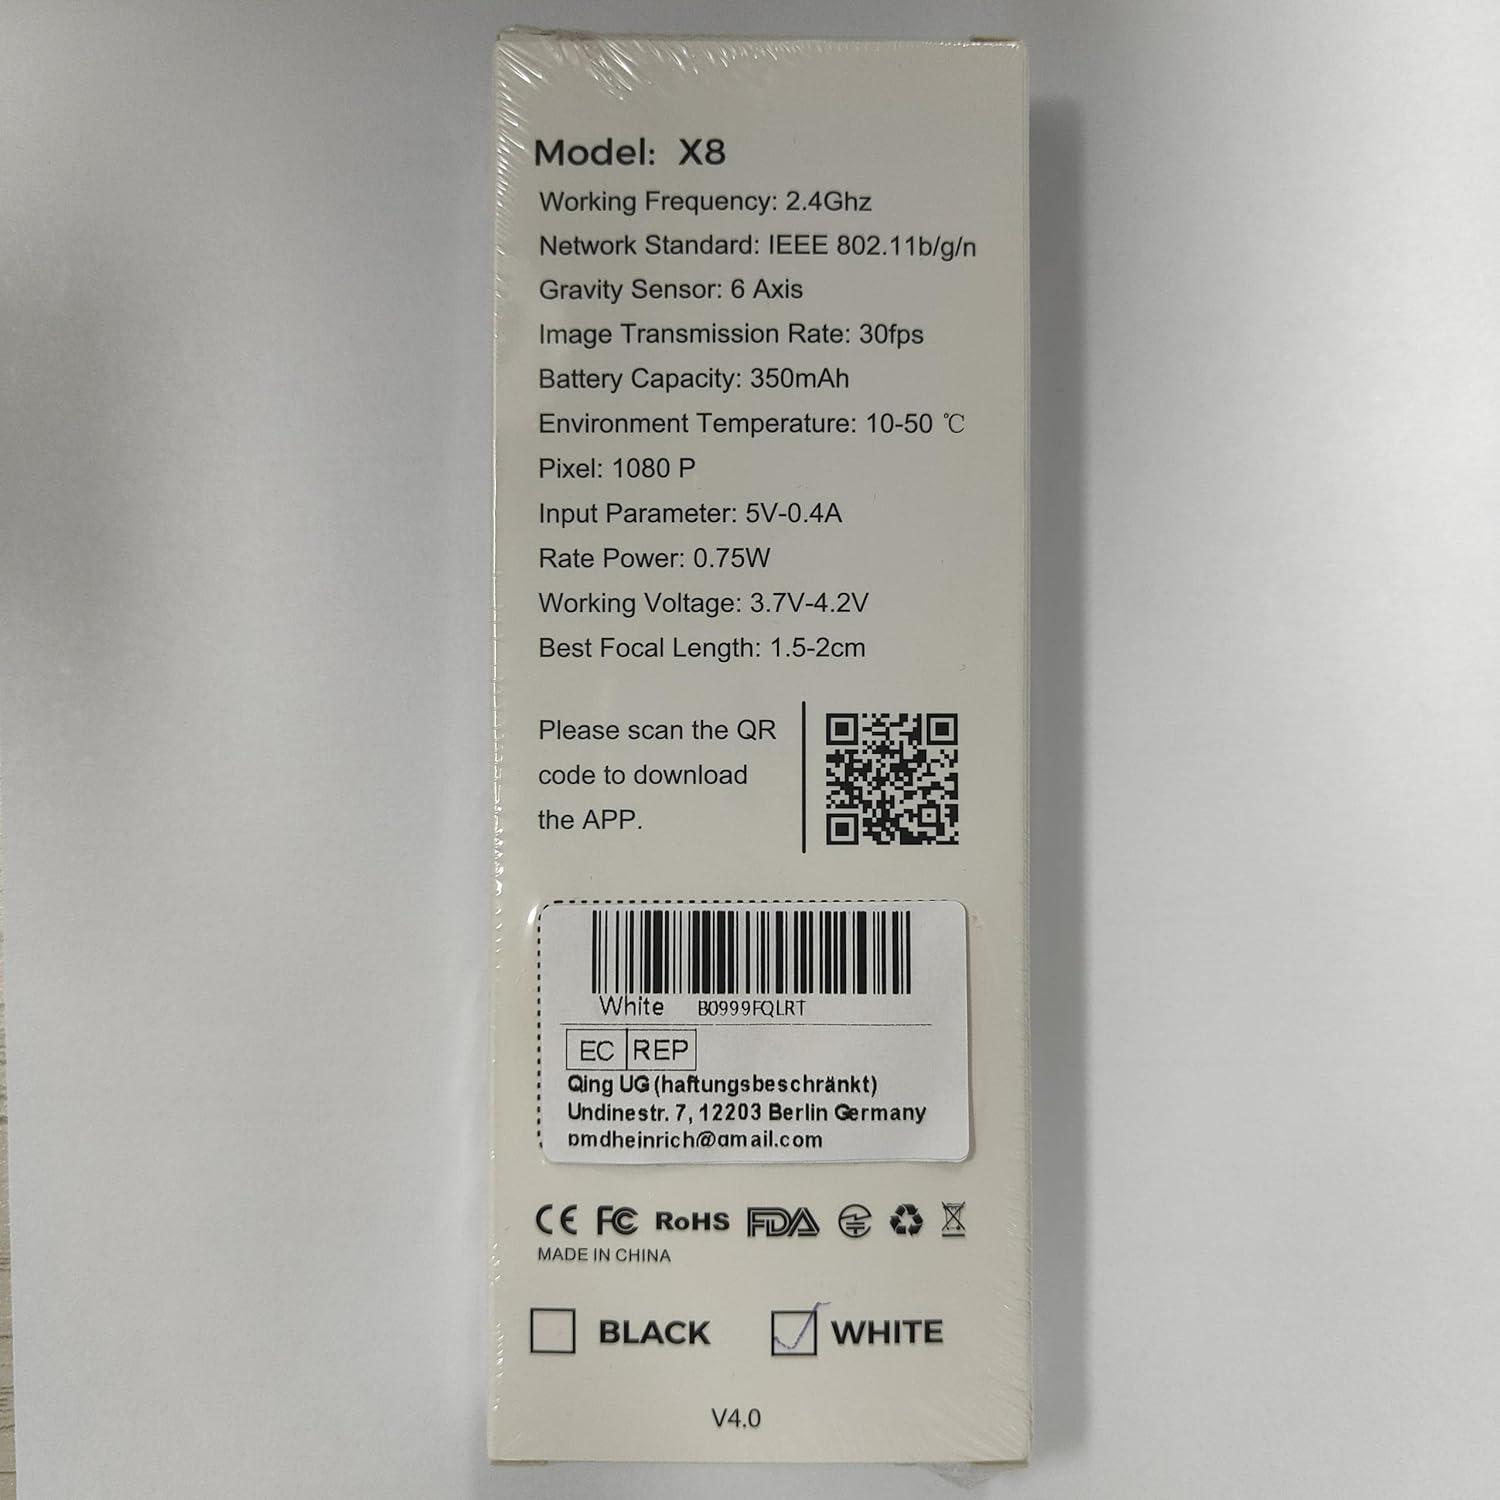 Model: X8
Working Frequency: 2.4Ghz
Network Standard: IEEE 802.11b/g/n
Gravity Sensor: 6 Axis
Image Transmission Rate: 30fps
Battery Capacity: 350mAh
Environment Temperature: 10-50 ℃
Pixel: 1080 P
Input Parameter: 5V-0.4A
Rate Power: 0.75W
Working Voltage: 3.7V-4.2V
Best Focal Length: 1.5-2cm
Please scan the QR
code to download
the APP.
White B0999FQLRT
EC REP
Qing UG (haftungsbeschränkt)
Undinestr. 7, 12203 Berlin Germany
pmdheinrich@gmail.com
CE FC RoHS FDA
MADE IN CHINA
BLACK WHITE
V4.0